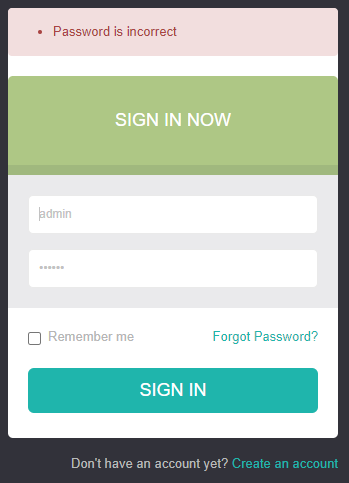 • Password is incorrect
SIGN IN NOW
admin
••••••
Remember me Forgot Password?
SIGN IN
Don't have an account yet? Create an account